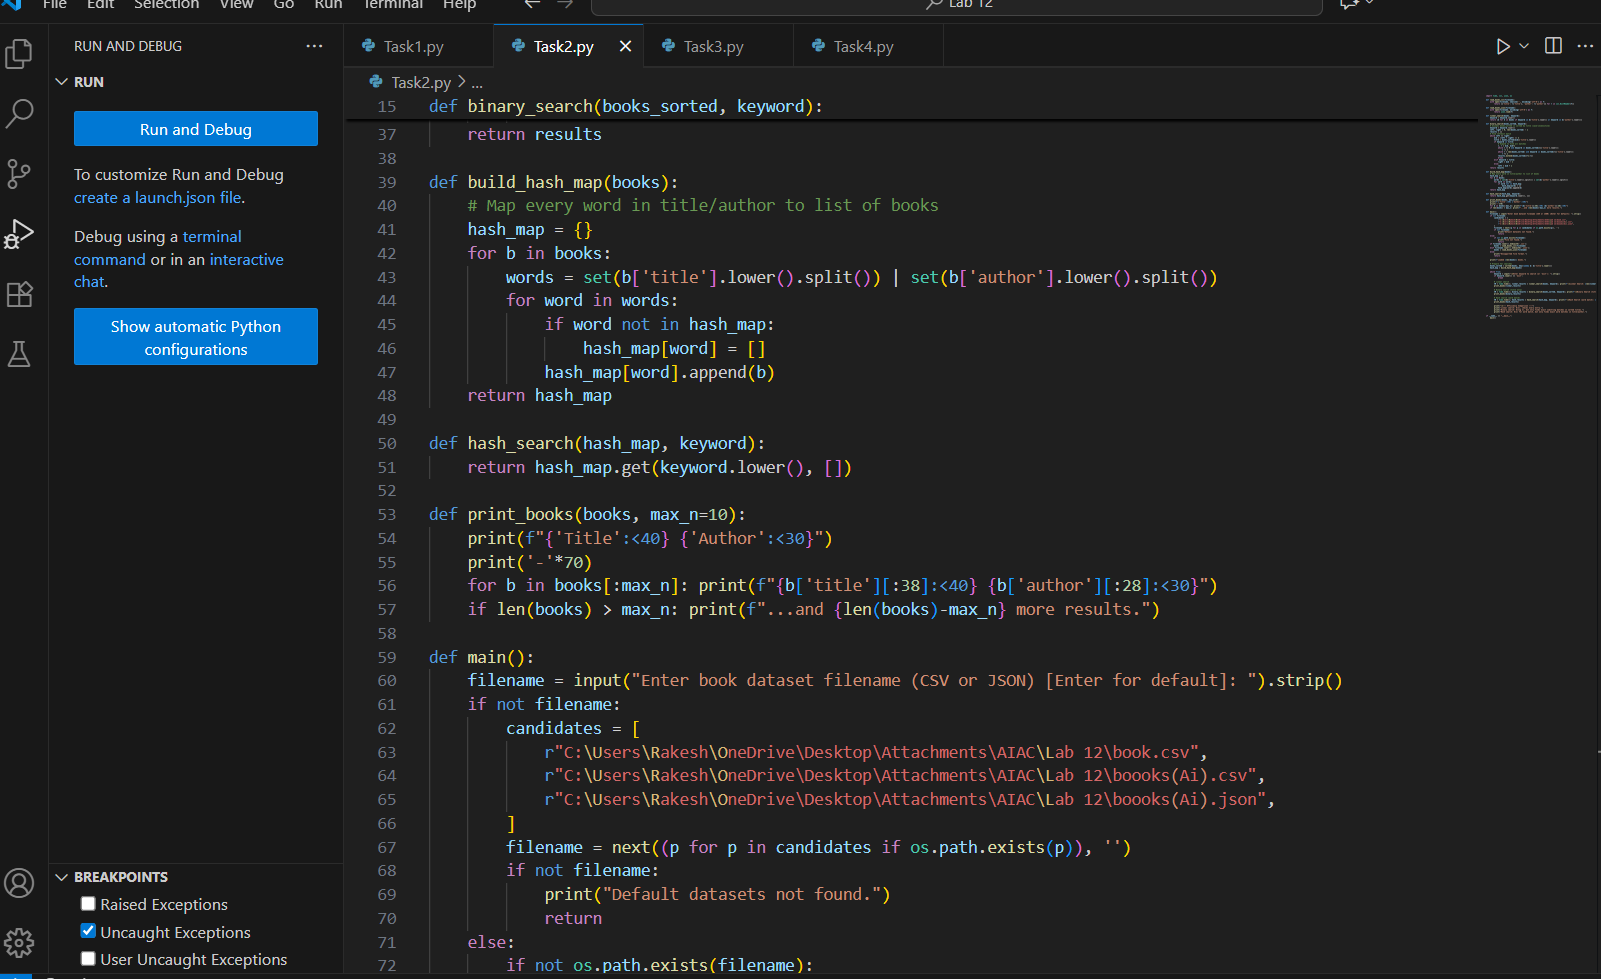 File Edit Selection View Go Run Terminal Help
Lab 12
RUN AND DEBUG
RUN
Run and Debug
To customize Run and Debug
create a launch.json file.
Debug using a terminal
command or in an interactive
chat.
Show automatic Python
configurations
BREAKPOINTS
Raised Exceptions
Uncaught Exceptions
User Uncaught Exceptions
Task1.py Task2.py Task3.py Task4.py
Task2.py > ...
15 def binary_search(books_sorted, keyword):
37     return results
38
39 def build_hash_map(books):
40     # Map every word in title/author to list of books
41     hash_map = {}
42     for b in books:
43         words = set(b['title'].lower().split()) | set(b['author'].lower().split())
44         for word in words:
45             if word not in hash_map:
46                 hash_map[word] = []
47             hash_map[word].append(b)
48     return hash_map
49
50 def hash_search(hash_map, keyword):
51     return hash_map.get(keyword.lower(), [])
52
53 def print_books(books, max_n=10):
54     print(f"{'Title':<40} {'Author':<30}")
55     print('-'*70)
56     for b in books[:max_n]: print(f"{b['title'][:38]:<40} {b['author'][:28]:<30}")
57     if len(books) > max_n: print(f"...and {len(books)-max_n} more results.")
58
59 def main():
60     filename = input("Enter book dataset filename (CSV or JSON) [Enter for default]: ").strip()
61     if not filename:
62         candidates = [
63             r"C:\Users\Rakesh\OneDrive\Desktop\Attachments\AIAC\Lab 12\book.csv",
64             r"C:\Users\Rakesh\OneDrive\Desktop\Attachments\AIAC\Lab 12\boooks(Ai).csv",
65             r"C:\Users\Rakesh\OneDrive\Desktop\Attachments\AIAC\Lab 12\boooks(Ai).json",
66         ]
67         filename = next((p for p in candidates if os.path.exists(p)), '')
68         if not filename:
69             print("Default datasets not found.")
70             return
71     else:
72         if not os.path.exists(filename):